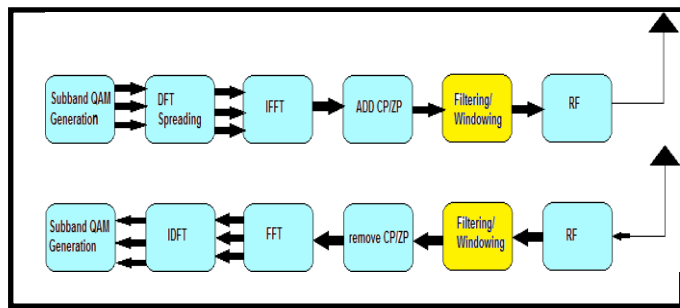 Subband QAM
Generation
DFT
Spreading
IFFT
ADD CP/ZP
Filtering/
Windowing
RF
Subband QAM
Generation
IDFT
FFT
remove CP/ZP
Filtering/
Windowing
RF